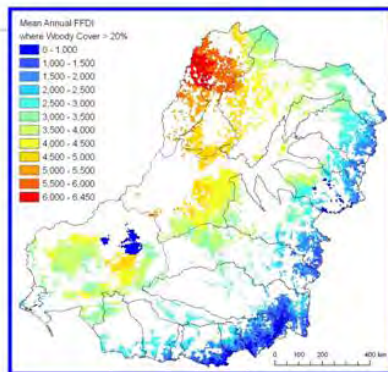 Mean Annual FFDI
where Woody Cover > 20%
0 - 1.000
1,000 - 1.500
1,500 - 2,000
2,000 - 2.500
2,500 - 3.000
3,000 - 3,500
3,500 - 4.000
4.000 - 4.500
4.500 - 5.000
5.000 - 5,500
5.500 - 6.000
6.000 - 6.450
0 100 200 400 km